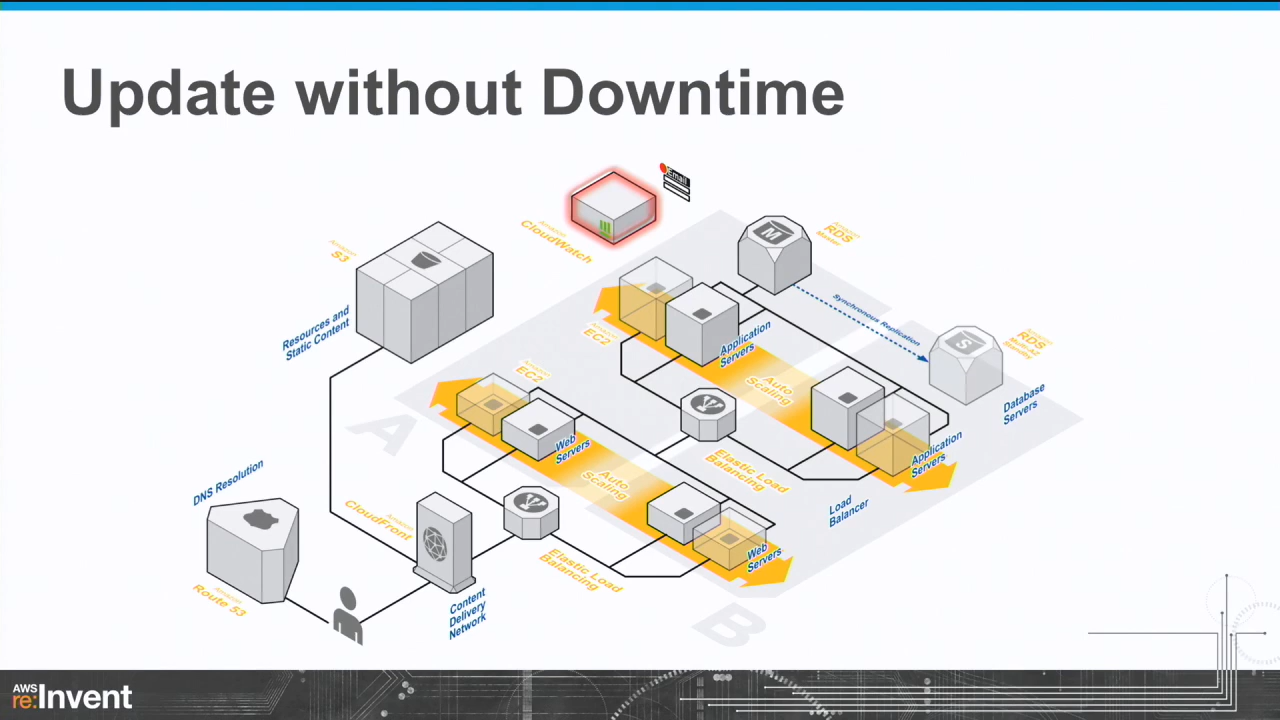 Update without Downtime
Email
Amazon
CloudWatch
Amazon
S3
Resources and
Static Content
M
Amazon
RDS
Master
Synchronous Replication
S
Amazon
RDS
Multi-AZ
Standby
Database
Servers
Amazon
EC2
Application
Servers
Auto
Scaling
Application
Servers
Elastic Load
Balancing
Load
Balancer
Amazon
EC2
Web
Servers
Auto
Scaling
Web
Servers
Elastic Load
Balancing
A
B
DNS Resolution
Amazon
Route 53
Amazon
CloudFront
Content
Delivery
Network
AWS
re:Invent